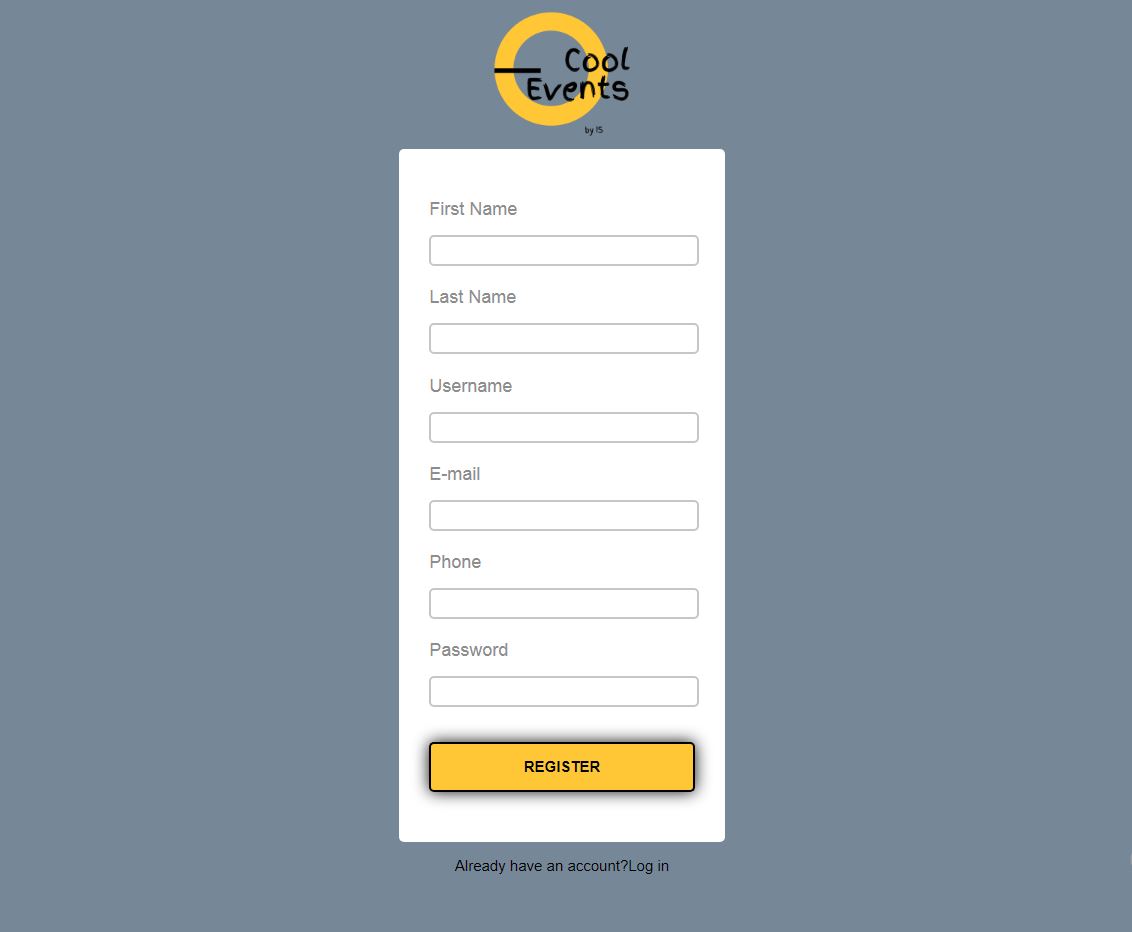 Cool
Events
by IS
First Name
Last Name
Username
E-mail
Phone
Password
REGISTER
Already have an account?Log in